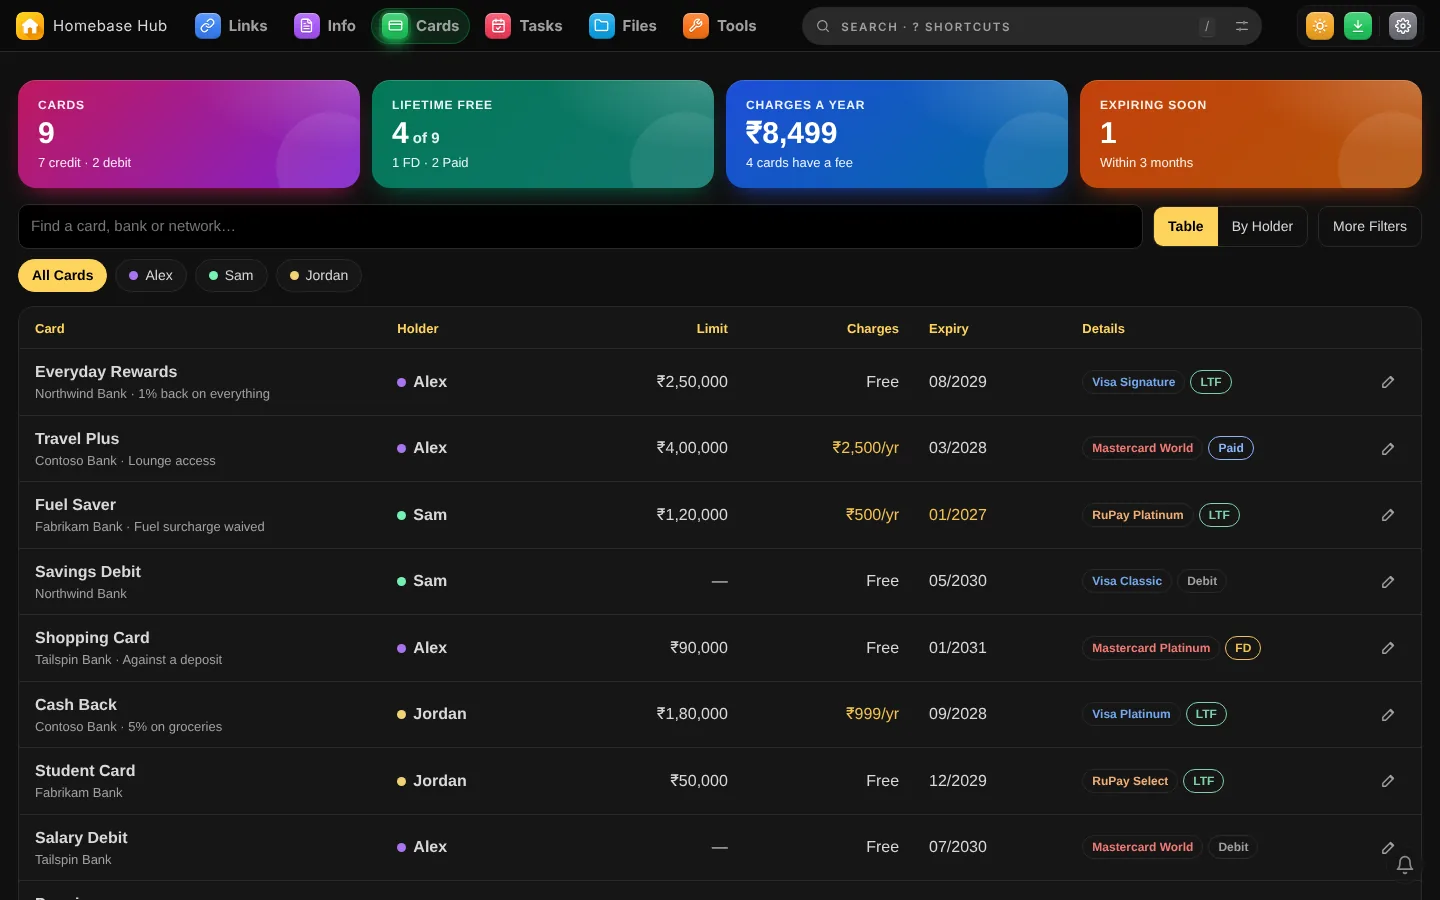 Homebase Hub
Links
Info
Cards
Tasks
Files
Tools
SEARCH · ? SHORTCUTS
/
CARDS
9
7 credit · 2 debit
LIFETIME FREE
4 of 9
1 FD · 2 Paid
CHARGES A YEAR
₹8,499
4 cards have a fee
EXPIRING SOON
1
Within 3 months
Find a card, bank or network…
Table
By Holder
More Filters
All Cards
Alex
Sam
Jordan
Card Holder Limit Charges Expiry Details
Everyday Rewards
Northwind Bank · 1% back on everything
Alex ₹2,50,000 Free 08/2029 Visa Signature LTF
Travel Plus
Contoso Bank · Lounge access
Alex ₹4,00,000 ₹2,500/yr 03/2028 Mastercard World Paid
Fuel Saver
Fabrikam Bank · Fuel surcharge waived
Sam ₹1,20,000 ₹500/yr 01/2027 RuPay Platinum LTF
Savings Debit
Northwind Bank
Sam — Free 05/2030 Visa Classic Debit
Shopping Card
Tailspin Bank · Against a deposit
Alex ₹90,000 Free 01/2031 Mastercard Platinum FD
Cash Back
Contoso Bank · 5% on groceries
Jordan ₹1,80,000 ₹999/yr 09/2028 Visa Platinum LTF
Student Card
Fabrikam Bank
Jordan ₹50,000 Free 12/2029 RuPay Select LTF
Salary Debit
Tailspin Bank
Alex — Free 07/2030 Mastercard World Debit